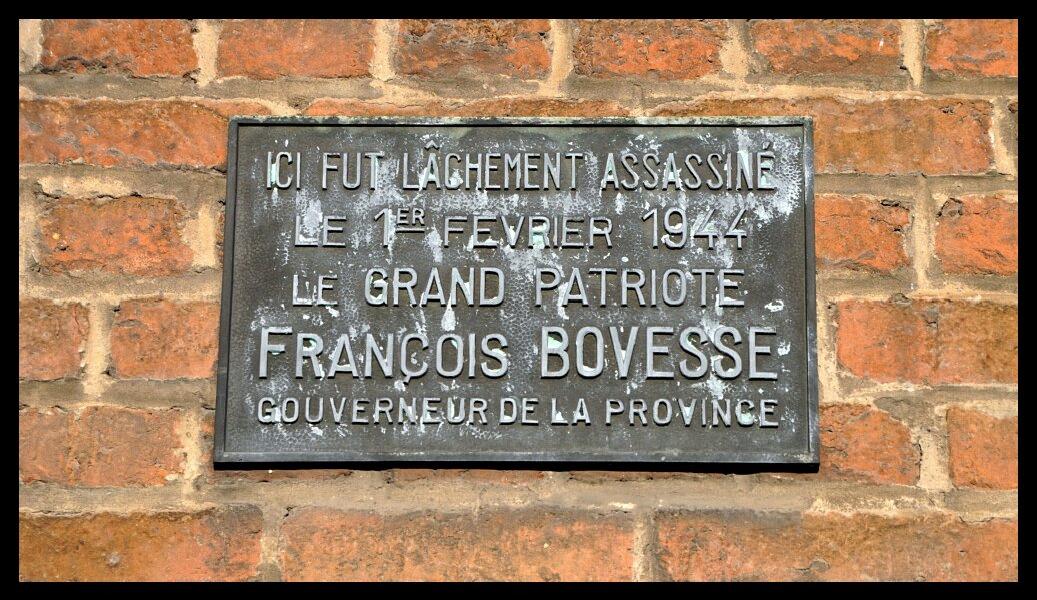 ICI FUT LÂCHEMENT ASSASSINÉ
LE 1ER FEVRIER 1944
LE GRAND PATRIOTE
FRANÇOIS BOVESSE
GOUVERNEUR DE LA PROVINCE